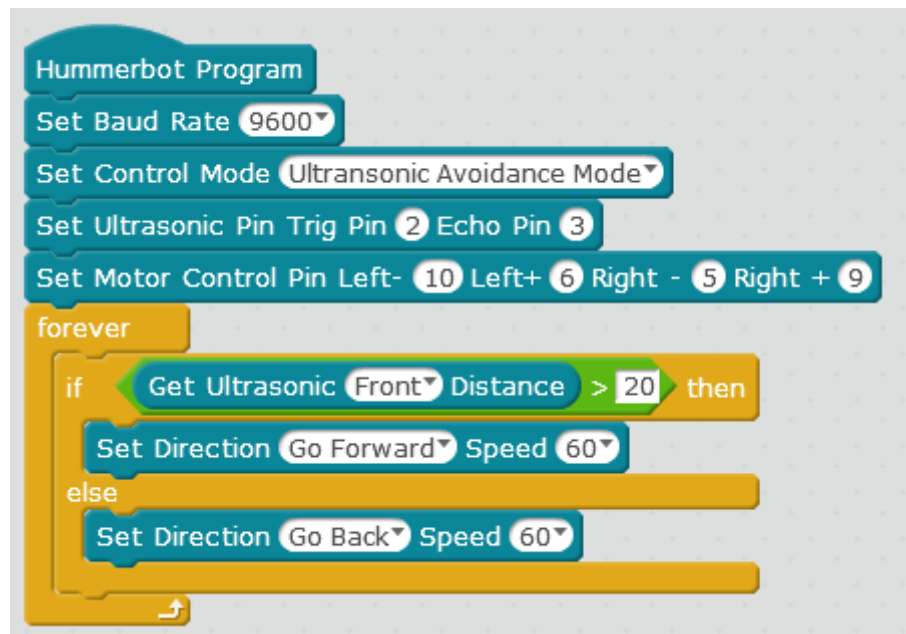 Hummerbot Program
Set Baud Rate 9600
Set Control Mode Ultransonic Avoidance Mode
Set Ultrasonic Pin Trig Pin 2 Echo Pin 3
Set Motor Control Pin Left- 10 Left+ 6 Right - 5 Right + 9
forever
if Get Ultrasonic Front Distance > 20 then
Set Direction Go Forward Speed 60
else
Set Direction Go Back Speed 60